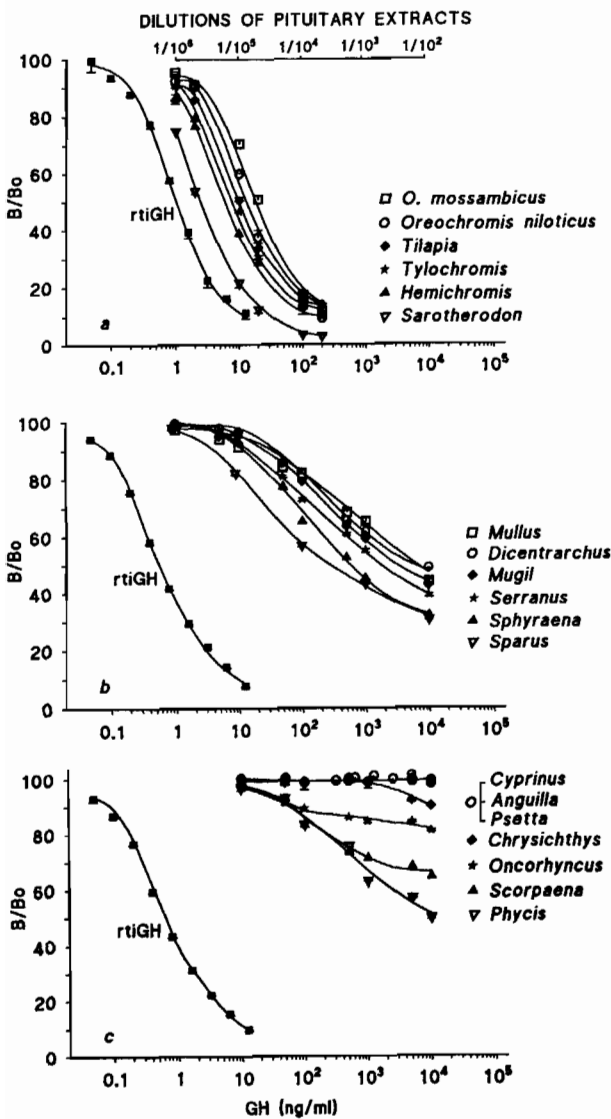 DILUTIONS OF PITUITARY EXTRACTS
1/10⁶ 1/10⁵ 1/10⁴ 1/10³ 1/10²
100
80
60
40
20
0
B/Bo
rtiGH
a
O. mossambicus
Oreochromis niloticus
Tilapia
Tylochromis
Hemichromis
Sarotherodon
0.1 1 10 10² 10³ 10⁴ 10⁵
100
80
60
40
20
0
B/Bo
rtiGH
b
Mullus
Dicentrarchus
Mugil
Serranus
Sphyraena
Sparus
0.1 1 10 10² 10³ 10⁴ 10⁵
100
80
60
40
20
0
B/Bo
rtiGH
c
Cyprinus
Anguilla
Psetta
Chrysichthys
Oncorhyncus
Scorpaena
Phycis
0.1 1 10 10² 10³ 10⁴ 10⁵
GH (ng/ml)